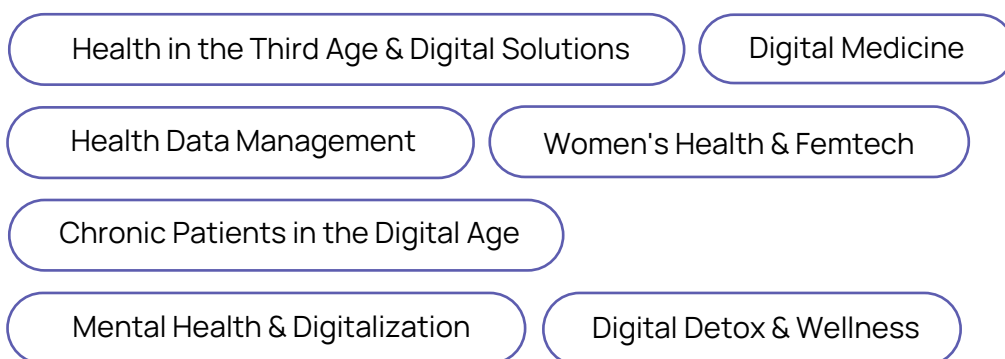 Health in the Third Age & Digital Solutions
Digital Medicine
Health Data Management
Women's Health & Femtech
Chronic Patients in the Digital Age
Mental Health & Digitalization
Digital Detox & Wellness